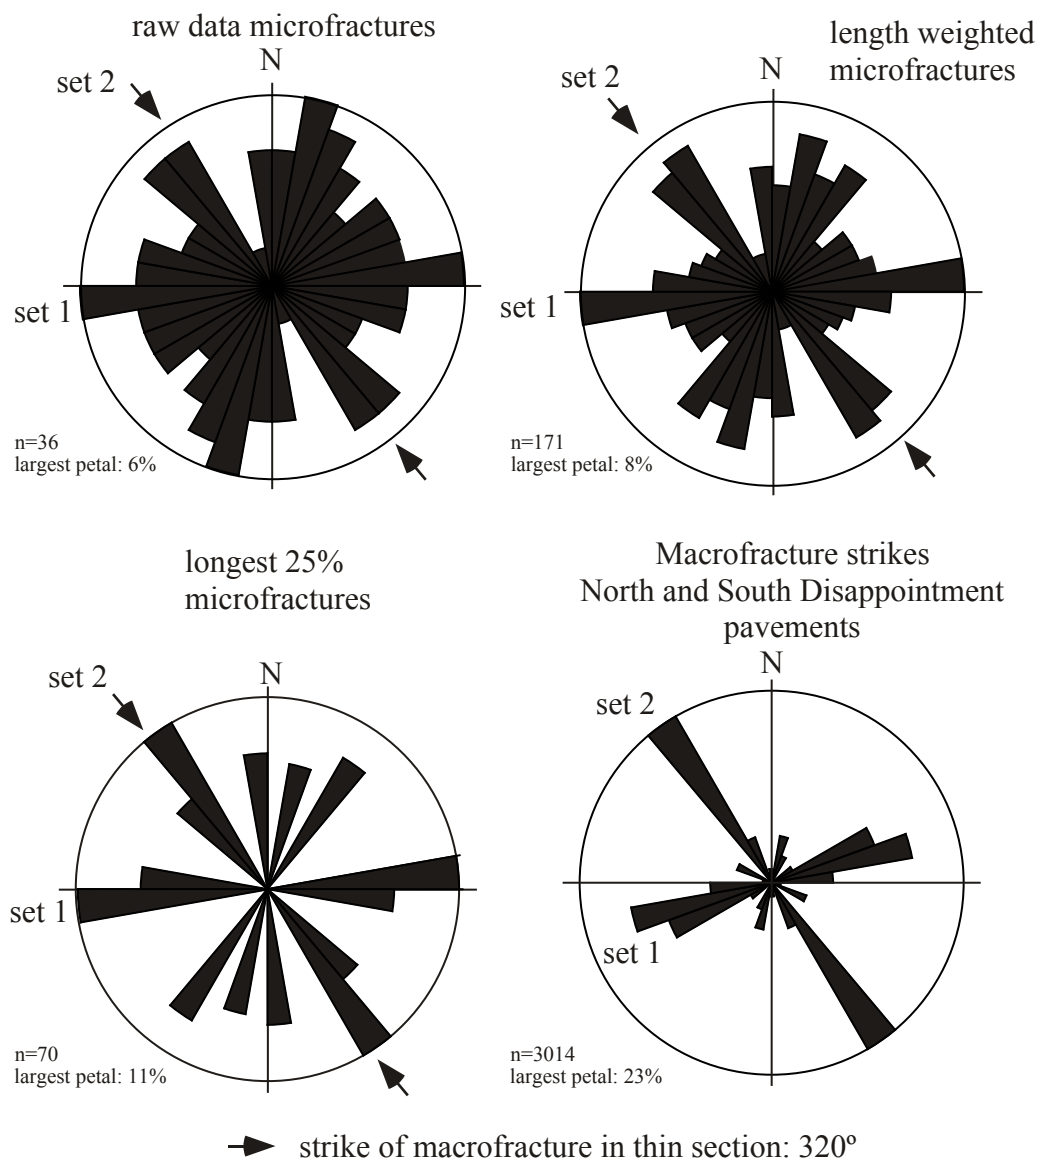 raw data microfractures
N
set 2
set 1
n=36
largest petal: 6%
length weighted
microfractures
N
set 2
set 1
n=171
largest petal: 8%
longest 25%
microfractures
N
set 2
set 1
n=70
largest petal: 11%
Macrofracture strikes
North and South Disappointment
pavements
N
set 2
set 1
n=3014
largest petal: 23%
strike of macrofracture in thin section: 320º